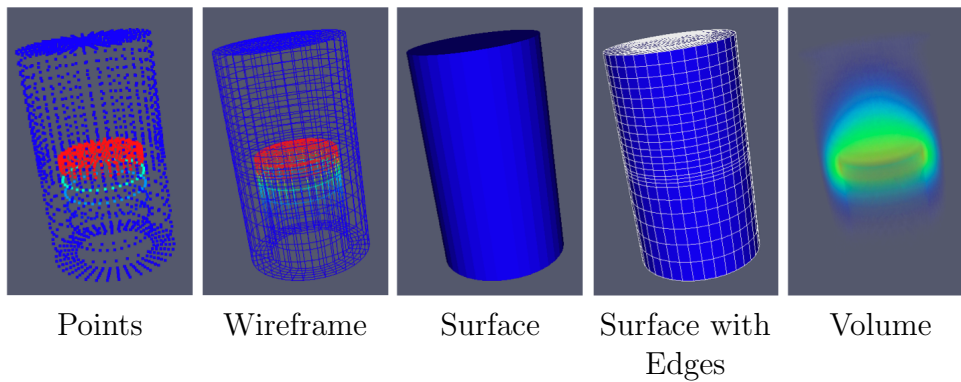 Points
Wireframe
Surface
Surface with
Edges
Volume